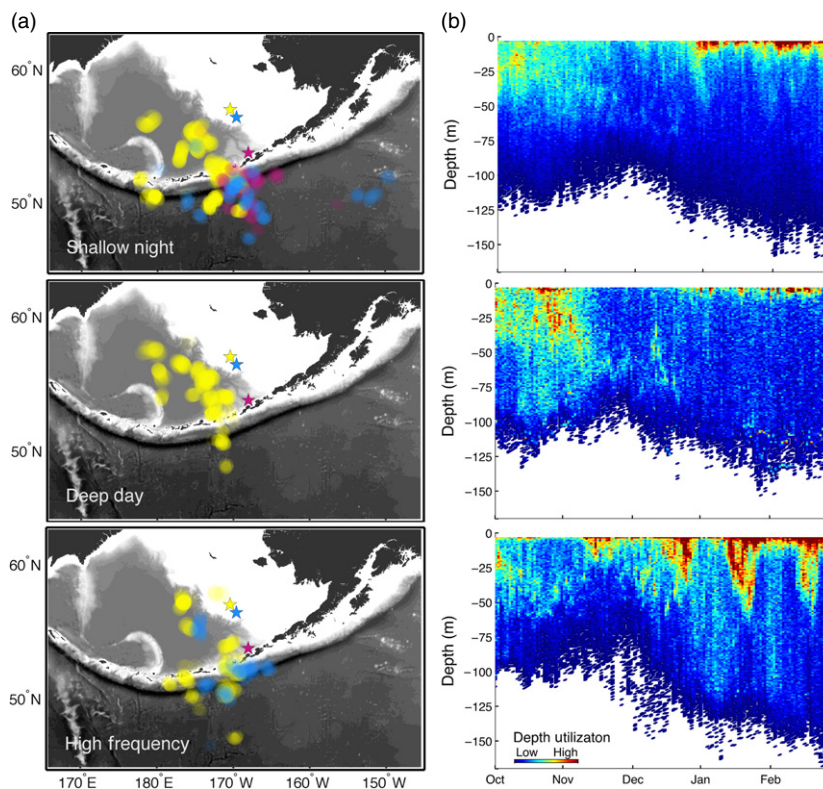 (a)
(b)
60°N
50°N
Shallow night
60°N
50°N
Deep day
60°N
50°N
High frequency
170°E
180°E
170°W
160°W
150°W
Depth (m)
0
−25
−50
−75
−100
−125
−150
Depth (m)
0
−25
−50
−75
−100
−125
−150
Depth (m)
0
−25
−50
−75
−100
−125
−150
Depth utilizaton
Low
High
Oct
Nov
Dec
Jan
Feb